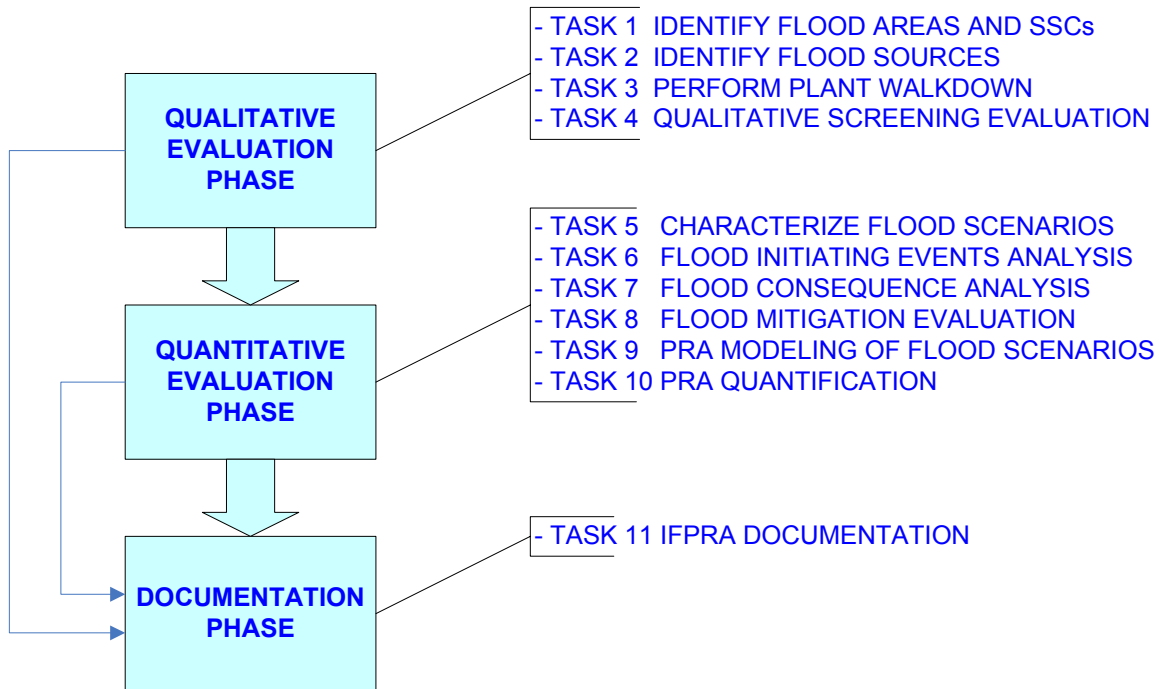 QUALITATIVE
EVALUATION
PHASE
- TASK 1 IDENTIFY FLOOD AREAS AND SSCs
- TASK 2 IDENTIFY FLOOD SOURCES
- TASK 3 PERFORM PLANT WALKDOWN
- TASK 4 QUALITATIVE SCREENING EVALUATION
QUANTITATIVE
EVALUATION
PHASE
- TASK 5 CHARACTERIZE FLOOD SCENARIOS
- TASK 6 FLOOD INITIATING EVENTS ANALYSIS
- TASK 7 FLOOD CONSEQUENCE ANALYSIS
- TASK 8 FLOOD MITIGATION EVALUATION
- TASK 9 PRA MODELING OF FLOOD SCENARIOS
- TASK 10 PRA QUANTIFICATION
DOCUMENTATION
PHASE
- TASK 11 IFPRA DOCUMENTATION